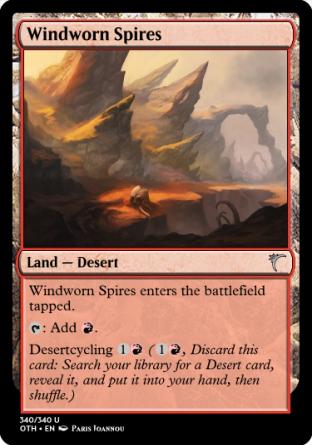 Windworn Spires
Land — Desert
Windworn Spires enters the battlefield
tapped.
: Add .
Desertcycling 1 ( 1 , Discard this
card: Search your library for a Desert card,
reveal it, and put it into your hand, then
shuffle.)
340/340 U
OTH • EN Paris Ioannou